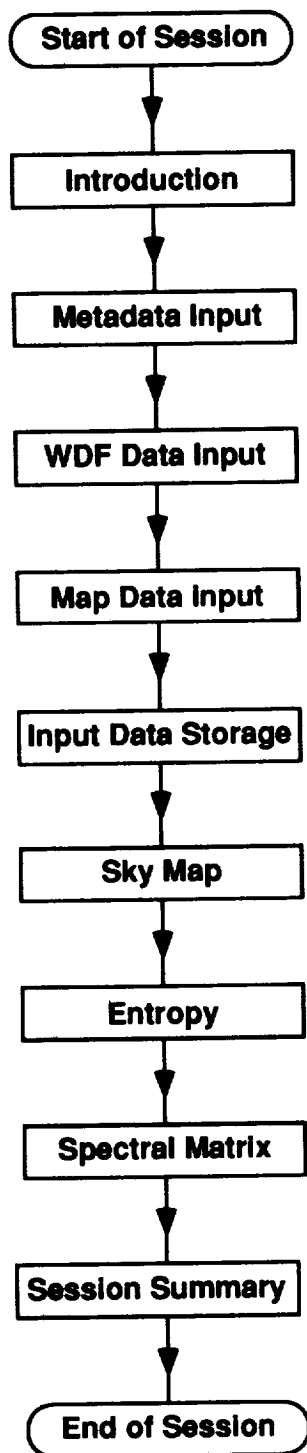 Start of Session
Introduction
Metadata Input
WDF Data Input
Map Data Input
Input Data Storage
Sky Map
Entropy
Spectral Matrix
Session Summary
End of Session